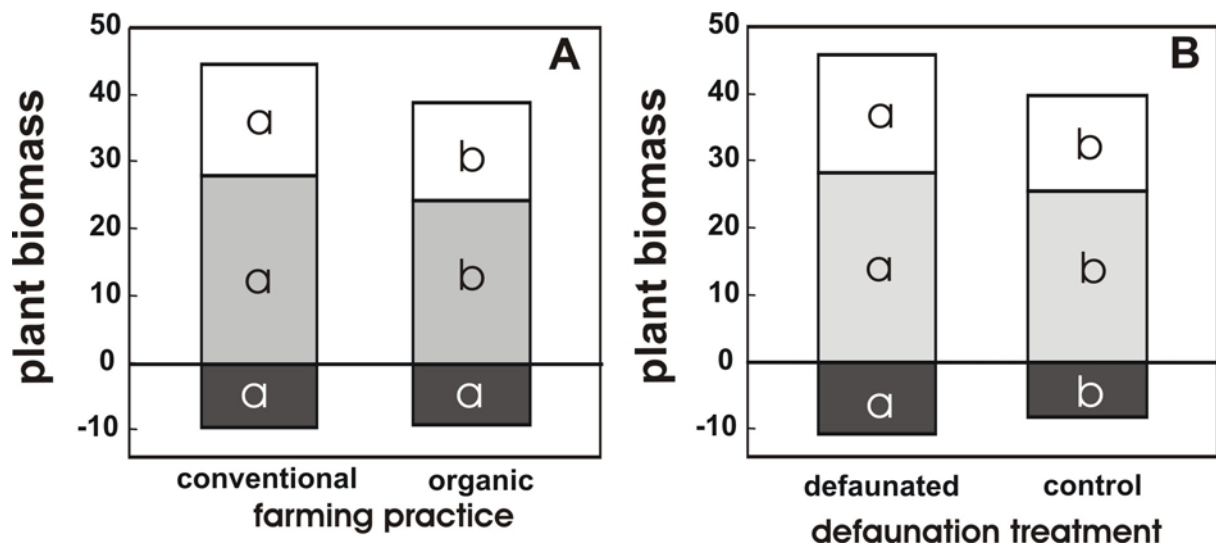 A
plant biomass
50
40
30
20
10
0
-10
a
a
a
b
b
a
conventional
organic
farming practice
B
plant biomass
50
40
30
20
10
0
-10
a
a
a
b
b
b
defaunated
control
defaunation treatment